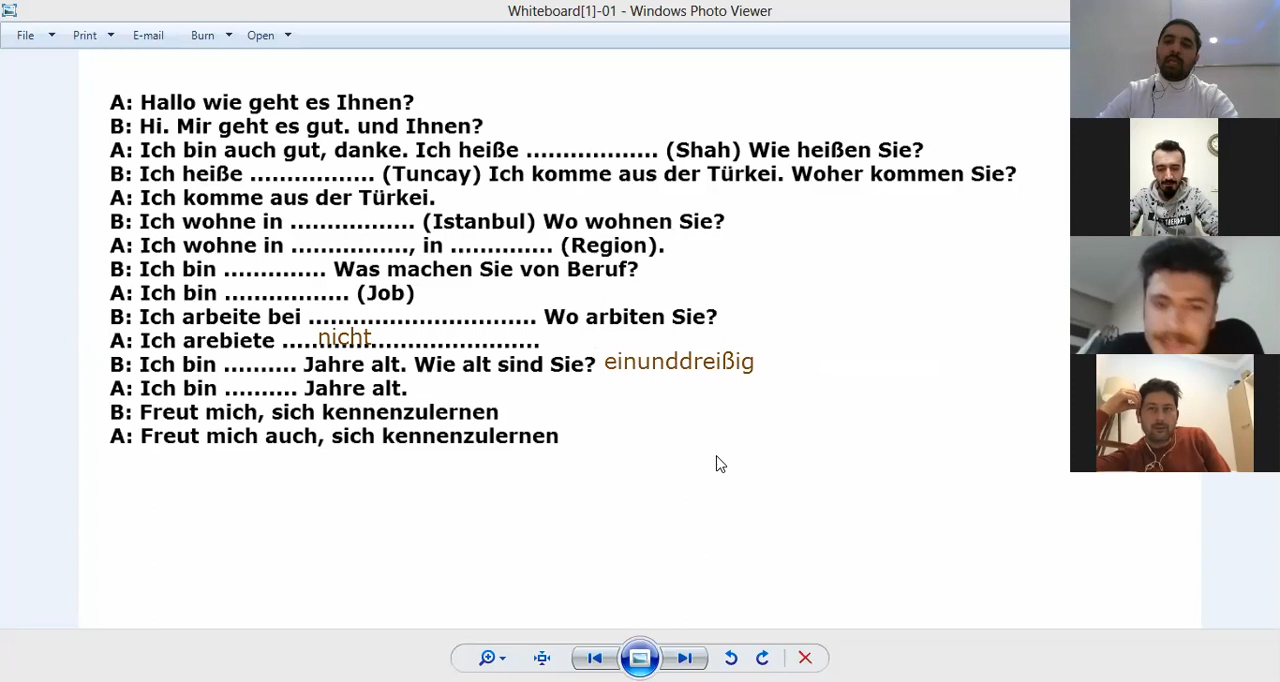 Whiteboard[1]-01 - Windows Photo Viewer
File Print E-mail Burn Open
A: Hallo wie geht es Ihnen?
B: Hi. Mir geht es gut. und Ihnen?
A: Ich bin auch gut, danke. Ich heiße .................. (Shah) Wie heißen Sie?
B: Ich heiße ................. (Tuncay) Ich komme aus der Türkei. Woher kommen Sie?
A: Ich komme aus der Türkei.
B: Ich wohne in ................. (Istanbul) Wo wohnen Sie?
A: Ich wohne in ................, in .............. (Region).
B: Ich bin .............. Was machen Sie von Beruf?
A: Ich bin ................. (Job)
B: Ich arbeite bei ............................... Wo arbiten Sie?
A: Ich arebiete .....nicht.......................
B: Ich bin .......... Jahre alt. Wie alt sind Sie? einunddreißig
A: Ich bin .......... Jahre alt.
B: Freut mich, sich kennenzulernen
A: Freut mich auch, sich kennenzulernen